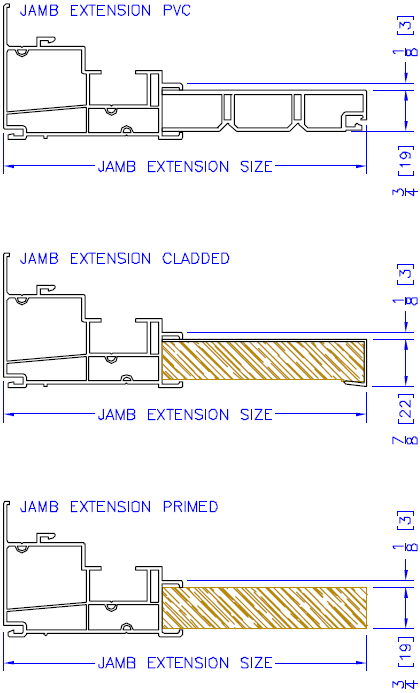 JAMB EXTENSION PVC
1/8 [3]
3/4 [19]
JAMB EXTENSION SIZE
JAMB EXTENSION CLADDED
1/8 [3]
7/8 [22]
JAMB EXTENSION SIZE
JAMB EXTENSION PRIMED
1/8 [3]
3/4 [19]
JAMB EXTENSION SIZE